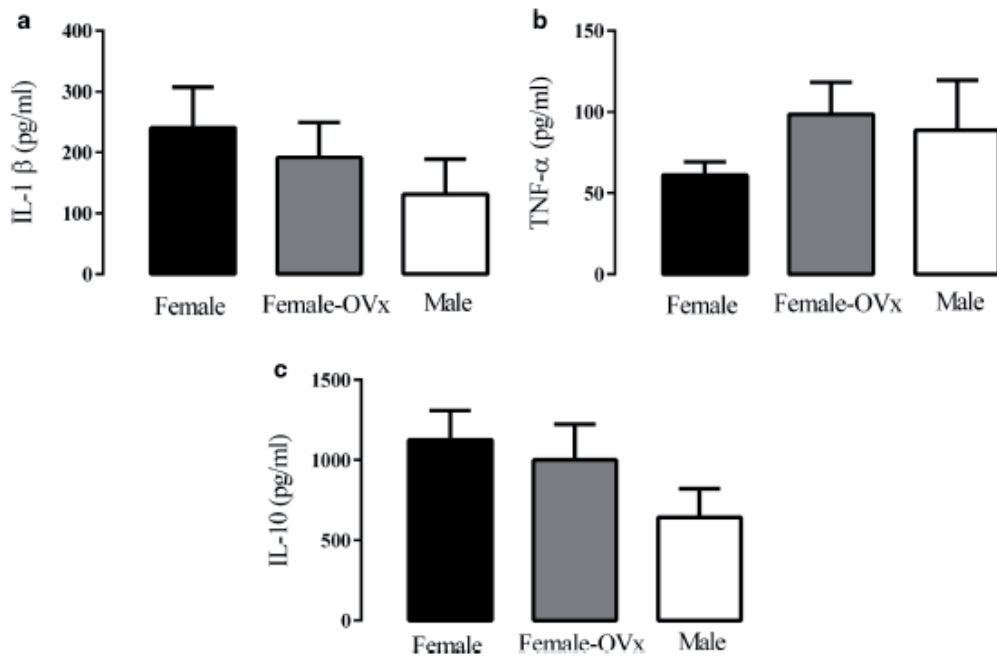 a
400
300
200
100
0
IL-1 β (pg/ml)
Female
Female-OVx
Male
b
150
100
50
0
TNF-α (pg/ml)
Female
Female-OVx
Male
c
1500
1000
500
0
IL-10 (pg/ml)
Female
Female-OVx
Male